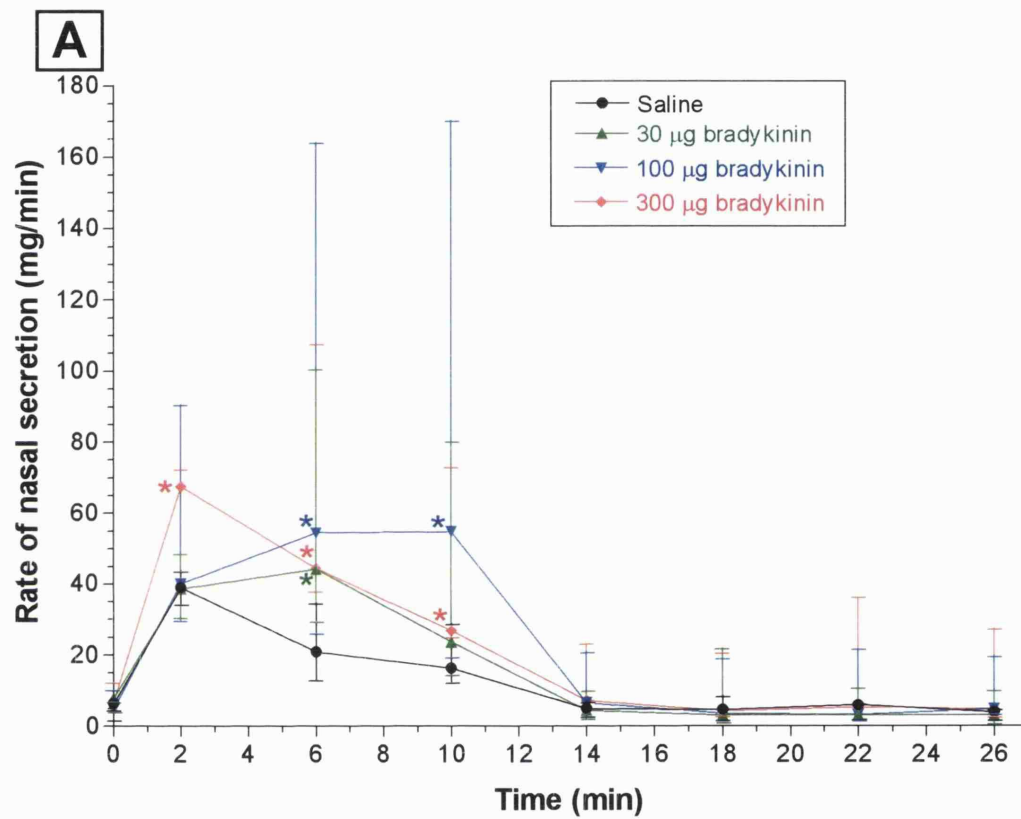 A
180
160
140
120
100
80
60
40
20
0
Rate of nasal secretion (mg/min)
Saline
30 µg bradykinin
100 µg bradykinin
300 µg bradykinin
*
*
*
*
*
*
0 2 4 6 8 10 12 14 16 18 20 22 24 26
Time (min)